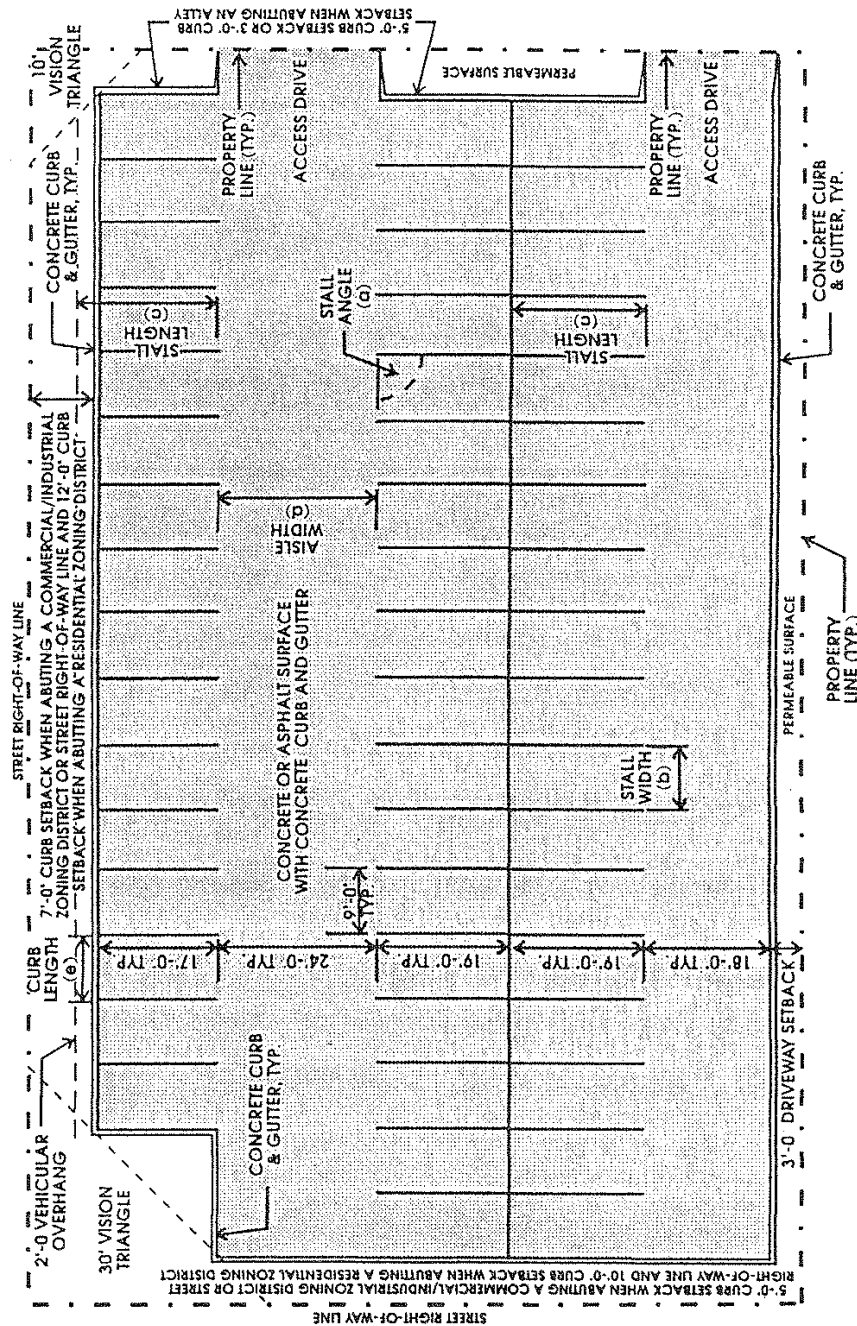 STREET RIGHT-OF-WAY LINE
7'-0' CURB SETBACK WHEN ABUTING A COMMERCIAL/INDUSTRIAL
ZONING DISTRICT OR STREET RIGHT-OF-WAY LINE AND 12'-0' CURB
SETBACK WHEN ABUTTING A RESIDENTIAL ZONING DISTRICT
2'-0 VEHICULAR
OVERHANG
30' VISION
TRIANGLE
CURB
LENGTH
(e)
CONCRETE CURB
& GUTTER, TYP.
10'
VISION
TRIANGLE
5'-0' CURB SETBACK OR 3'-0' CURB
SETBACK WHEN ABUTTING AN ALLEY
STALL
LENGTH
(c)
17'-0' TYP.
PROPERTY
LINE (TYP.)
ACCESS DRIVE
CONCRETE CURB
& GUTTER, TYP.
24'-0' TYP.
9'-0'
TYP.
CONCRETE OR ASPHALT SURFACE
WITH CONCRETE CURB AND GUTTER
AISLE
WIDTH
(d)
STALL
ANGLE
(a)
19'-0' TYP.
19'-0' TYP.
STALL
LENGTH
(c)
PERMEABLE SURFACE
STALL
WIDTH
(b)
18'-0' TYP.
PROPERTY
LINE (TYP.)
ACCESS DRIVE
3'-0 DRIVEWAY SETBACK
PERMEABLE SURFACE
PROPERTY
LINE (TYP.)
CONCRETE CURB
& GUTTER, TYP.
STREET RIGHT-OF-WAY LINE
5'-0' CURB SETBACK WHEN ABUTING A COMMERCIAL/INDUSTRIAL ZONING DISTRICT OR STREET
RIGHT-OF-WAY LINE AND 10'-0' CURB SETBACK WHEN ABUTTING A RESIDENTIAL ZONING DISTRICT